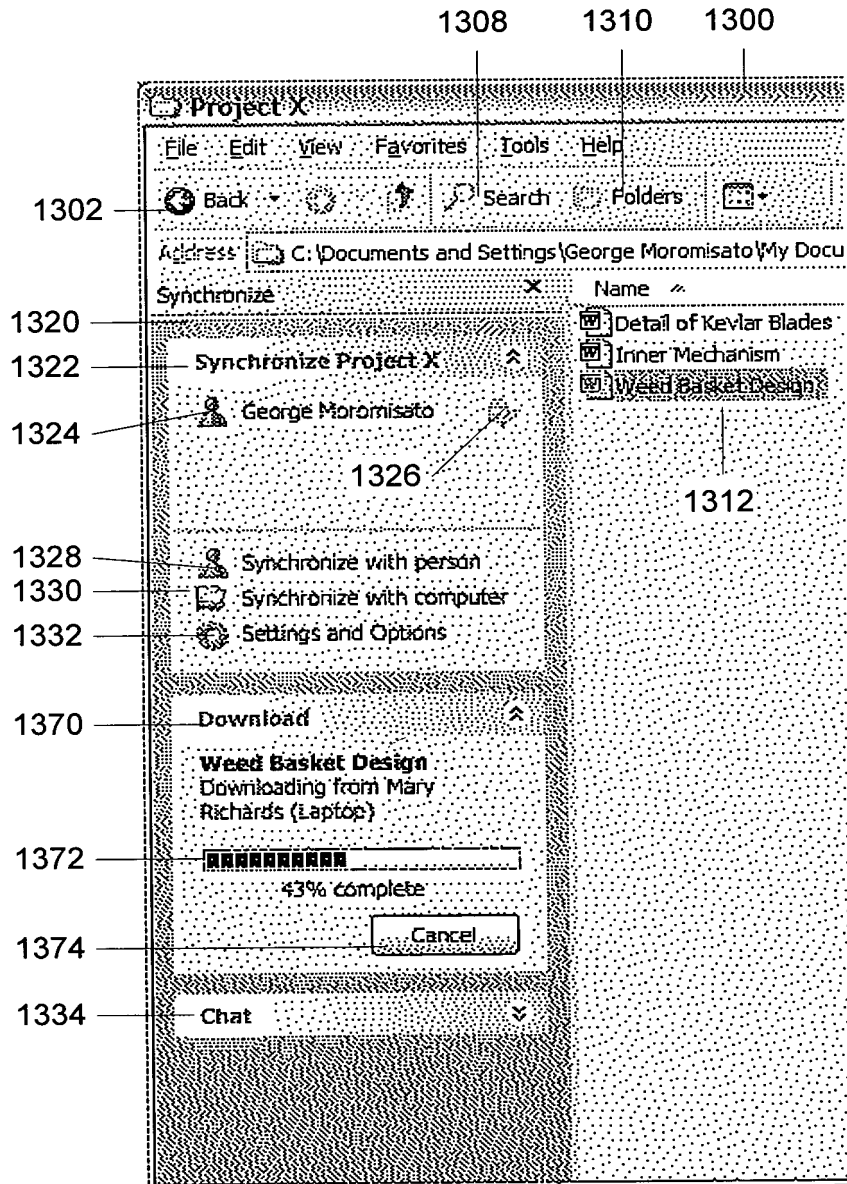 1308 1310 1300
Project X
File Edit View Favorites Tools Help
1302
Back Search Folders
Address C:\Documents and Settings\George Moromisato\My Docu
Synchronize Name
1320
Detail of Kevlar Blades
1322
Synchronize Project X
Inner Mechanism
Weed Basket Design
1324
George Moromisato
1326
1312
1328
Synchronize with person
1330
Synchronize with computer
1332
Settings and Options
1370
Download
Weed Basket Design
Downloading from Mary
Richards (Laptop)
1372
43% complete
1374
Cancel
1334
Chat